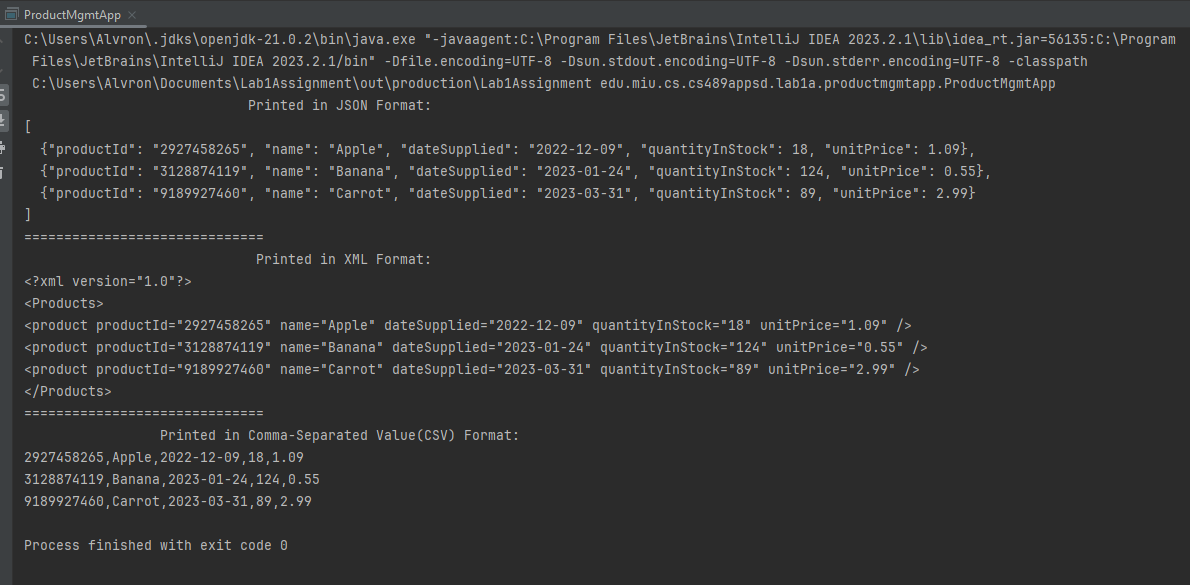 ProductMgmtApp
C:\Users\Alvron\.jdks\openjdk-21.0.2\bin\java.exe "-javaagent:C:\Program Files\JetBrains\IntelliJ IDEA 2023.2.1\lib\idea_rt.jar=56135:C:\Program
Files\JetBrains\IntelliJ IDEA 2023.2.1/bin" -Dfile.encoding=UTF-8 -Dsun.stdout.encoding=UTF-8 -Dsun.stderr.encoding=UTF-8 -classpath
C:\Users\Alvron\Documents\Lab1Assignment\out\production\Lab1Assignment edu.miu.cs.cs489appsd.lab1a.productmgmtapp.ProductMgmtApp
Printed in JSON Format:
[
{"productId": "2927458265", "name": "Apple", "dateSupplied": "2022-12-09", "quantityInStock": 18, "unitPrice": 1.09},
{"productId": "3128874119", "name": "Banana", "dateSupplied": "2023-01-24", "quantityInStock": 124, "unitPrice": 0.55},
{"productId": "9189927460", "name": "Carrot", "dateSupplied": "2023-03-31", "quantityInStock": 89, "unitPrice": 2.99}
]
==============================
Printed in XML Format:
<?xml version="1.0"?>
<Products>
<product productId="2927458265" name="Apple" dateSupplied="2022-12-09" quantityInStock="18" unitPrice="1.09" />
<product productId="3128874119" name="Banana" dateSupplied="2023-01-24" quantityInStock="124" unitPrice="0.55" />
<product productId="9189927460" name="Carrot" dateSupplied="2023-03-31" quantityInStock="89" unitPrice="2.99" />
</Products>
==============================
Printed in Comma-Separated Value(CSV) Format:
2927458265,Apple,2022-12-09,18,1.09
3128874119,Banana,2023-01-24,124,0.55
9189927460,Carrot,2023-03-31,89,2.99
Process finished with exit code 0